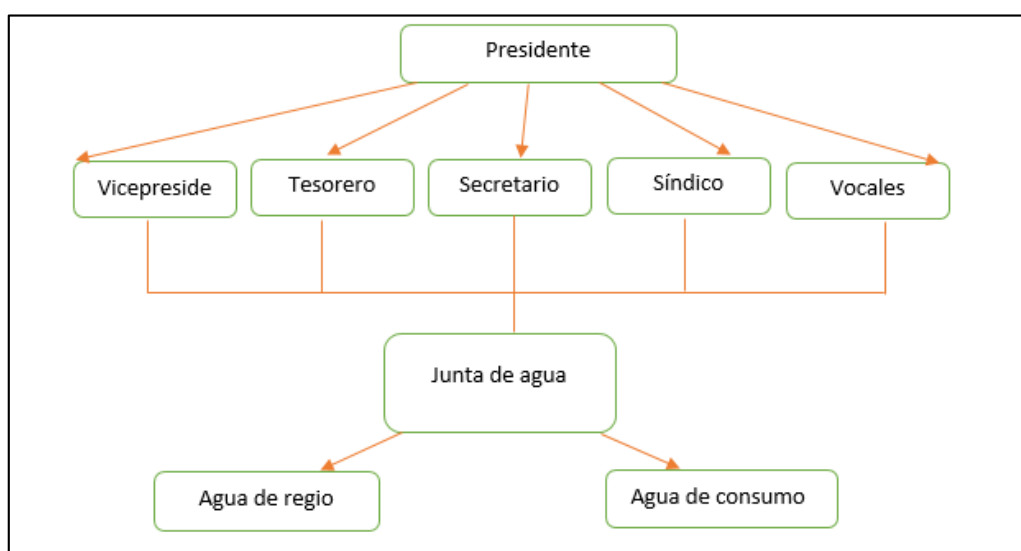 Presidente
Vicepreside
Tesorero
Secretario
Síndico
Vocales
Junta de agua
Agua de regio
Agua de consumo